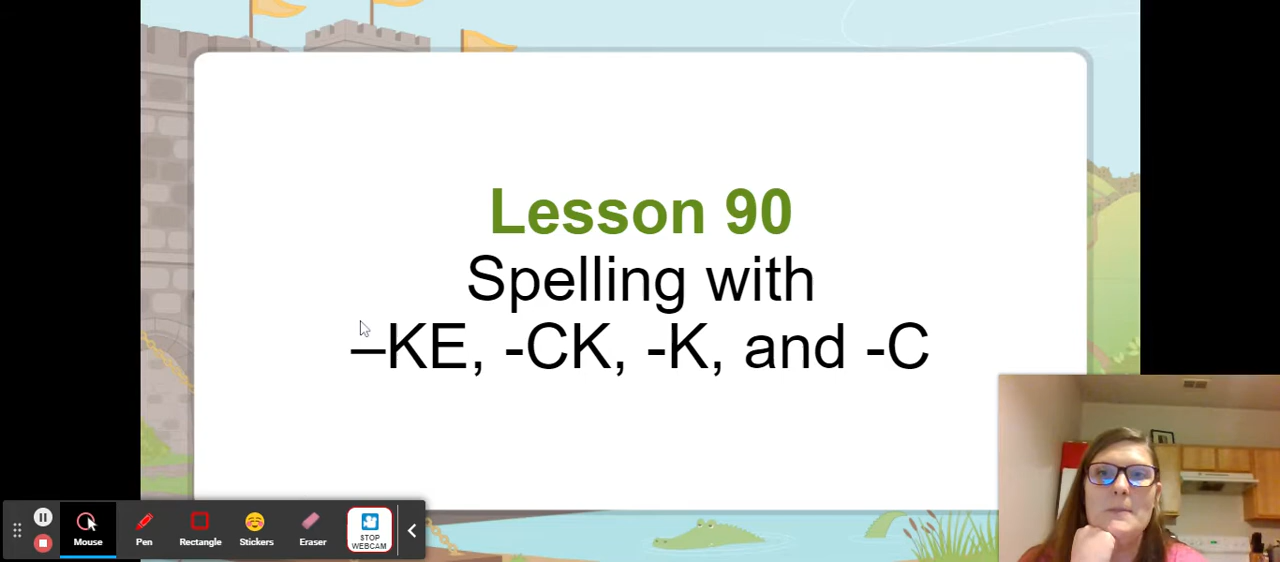 Lesson 90
Spelling with
–KE, -CK, -K, and -C
Mouse
Pen
Rectangle
Stickers
Eraser
STOP
WEBCAM